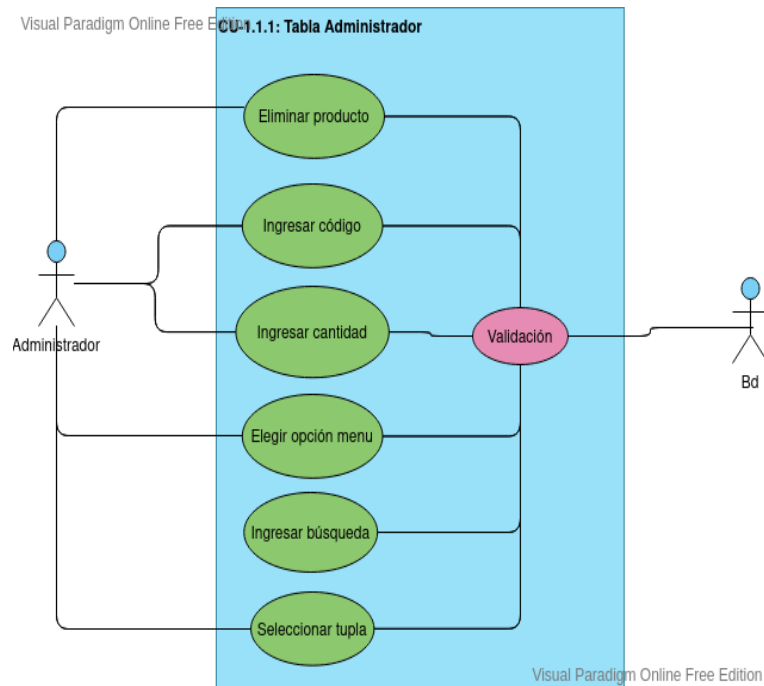 Visual Paradigm Online Free Edition
CU-1.1.1: Tabla Administrador
Eliminar producto
Ingresar código
Ingresar cantidad
Administrador
Validación
Bd
Elegir opción menu
Ingresar búsqueda
Seleccionar tupla
Visual Paradigm Online Free Edition